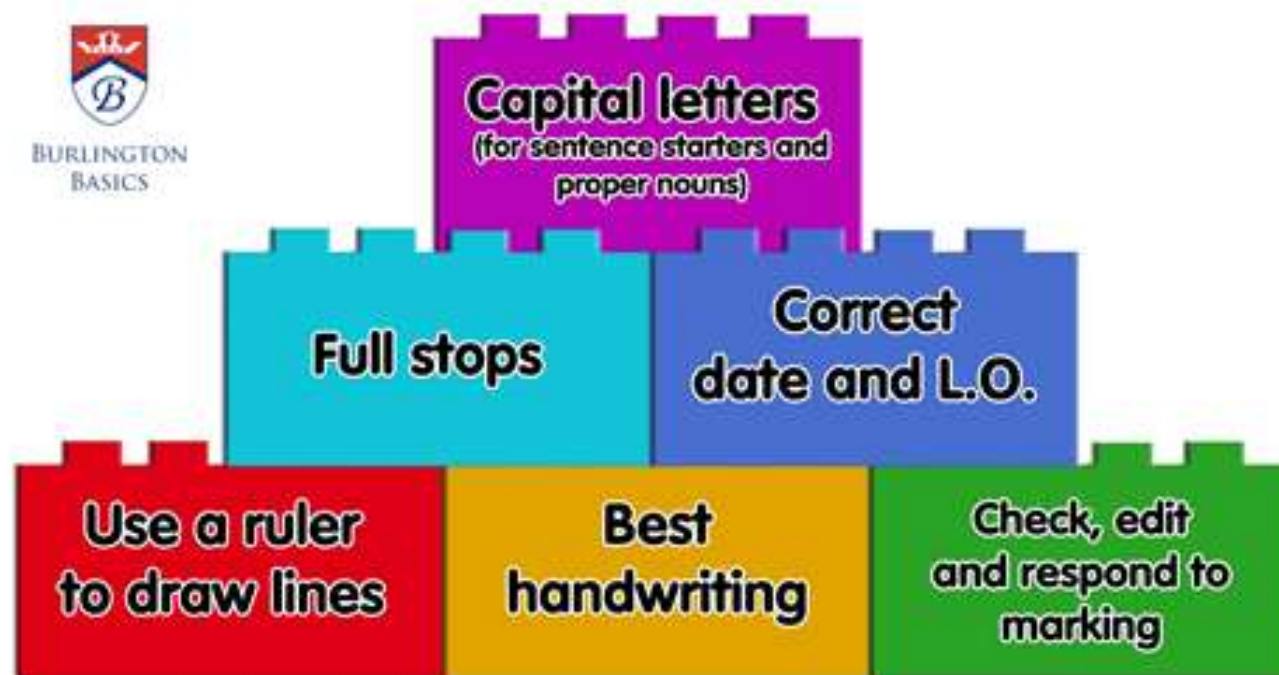 B
BURLINGTON
BASICS
Capital letters
(for sentence starters and
proper nouns)
Full stops
Correct
date and L.O.
Use a ruler
to draw lines
Best
handwriting
Check, edit
and respond to
marking